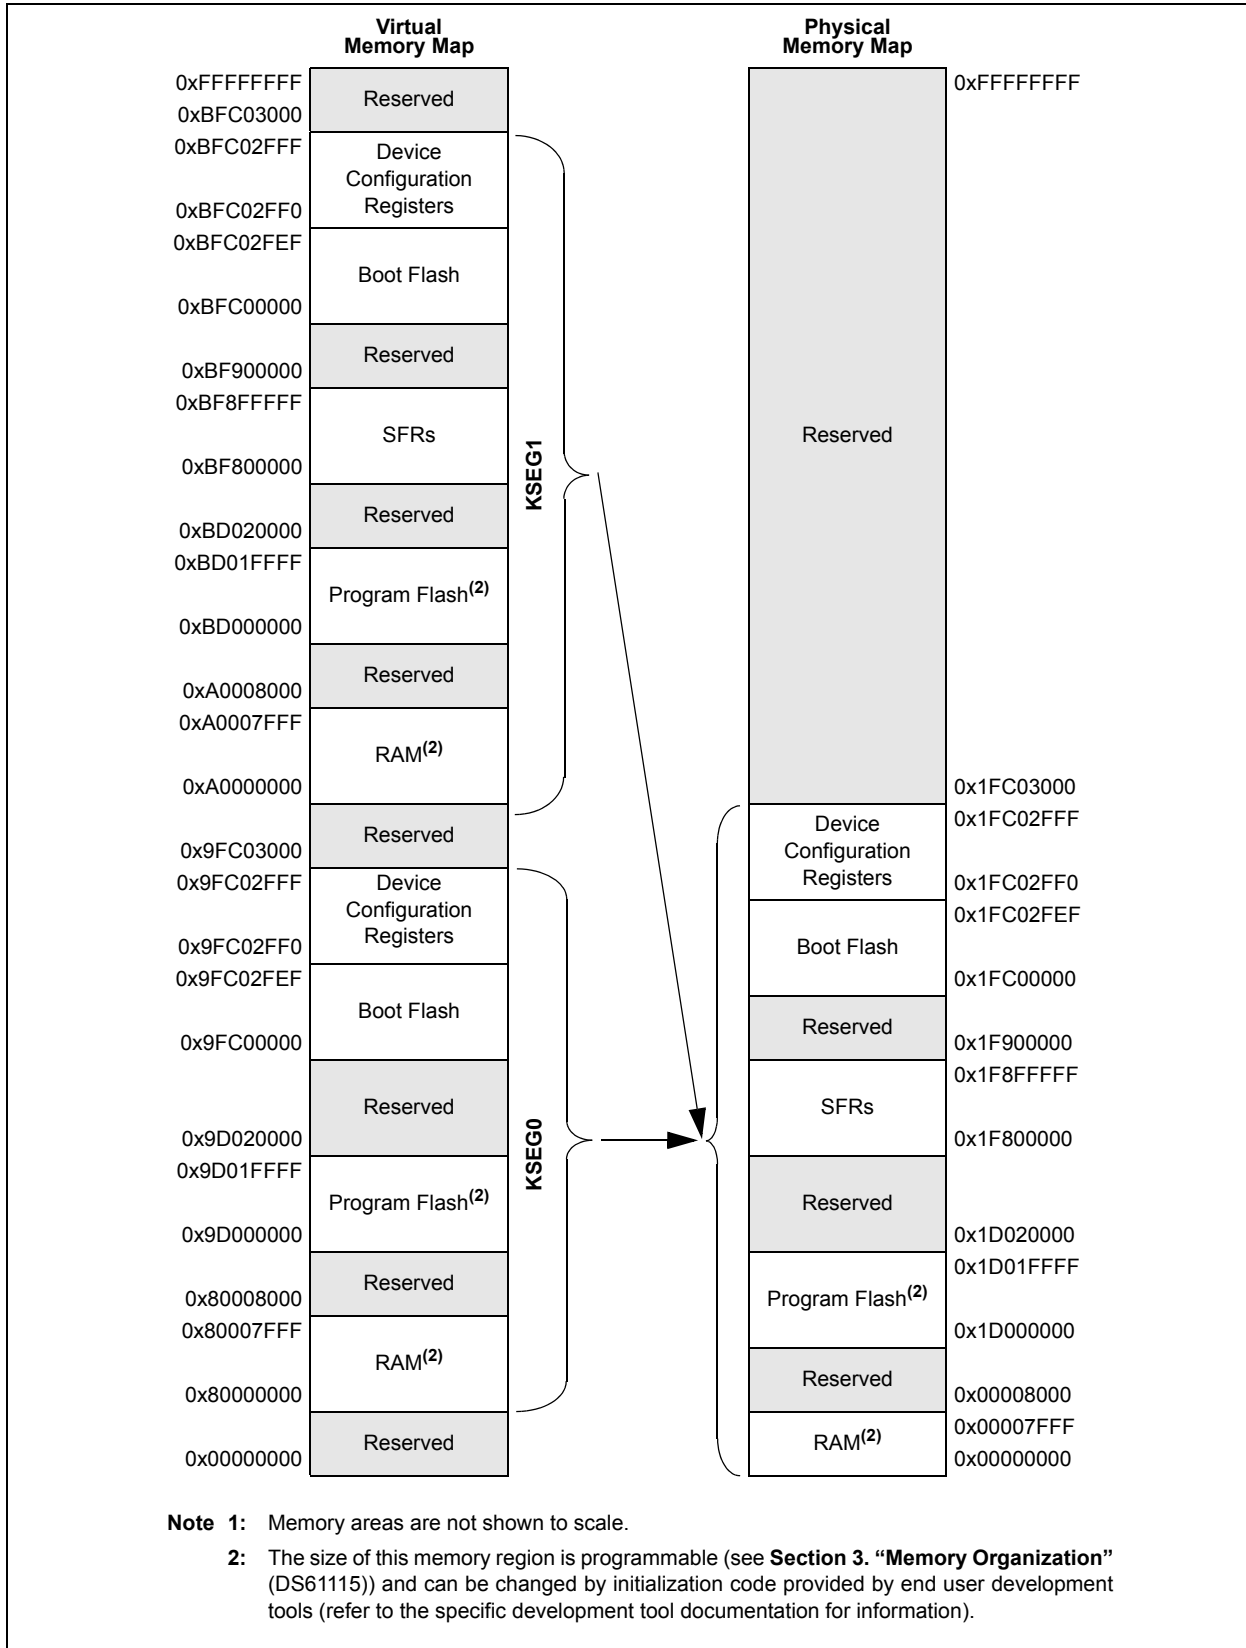 Virtual
Memory Map
0xFFFFFFFF
Reserved
0xBFC03000
0xBFC02FFF
Device
Configuration
Registers
0xBFC02FF0
0xBFC02FEF
Boot Flash
0xBFC00000
Reserved
0xBF900000
0xBF8FFFFF
SFRs
0xBF800000
Reserved
0xBD020000
0xBD01FFFF
Program Flash(2)
0xBD000000
Reserved
0xA0008000
0xA0007FFF
RAM(2)
0xA0000000
Reserved
0x9FC03000
0x9FC02FFF
Device
Configuration
Registers
0x9FC02FF0
0x9FC02FEF
Boot Flash
0x9FC00000
Reserved
0x9D020000
0x9D01FFFF
Program Flash(2)
0x9D000000
Reserved
0x80008000
0x80007FFF
RAM(2)
0x80000000
Reserved
0x00000000
KSEG1
KSEG0
Physical
Memory Map
0xFFFFFFFF
Reserved
0x1FC03000
0x1FC02FFF
Device
Configuration
Registers
0x1FC02FF0
0x1FC02FEF
Boot Flash
0x1FC00000
Reserved
0x1F900000
0x1F8FFFFF
SFRs
0x1F800000
Reserved
0x1D020000
0x1D01FFFF
Program Flash(2)
0x1D000000
Reserved
0x00008000
0x00007FFF
RAM(2)
0x00000000
Note 1: Memory areas are not shown to scale.
2: The size of this memory region is programmable (see Section 3. “Memory Organization”
(DS61115)) and can be changed by initialization code provided by end user development
tools (refer to the specific development tool documentation for information).